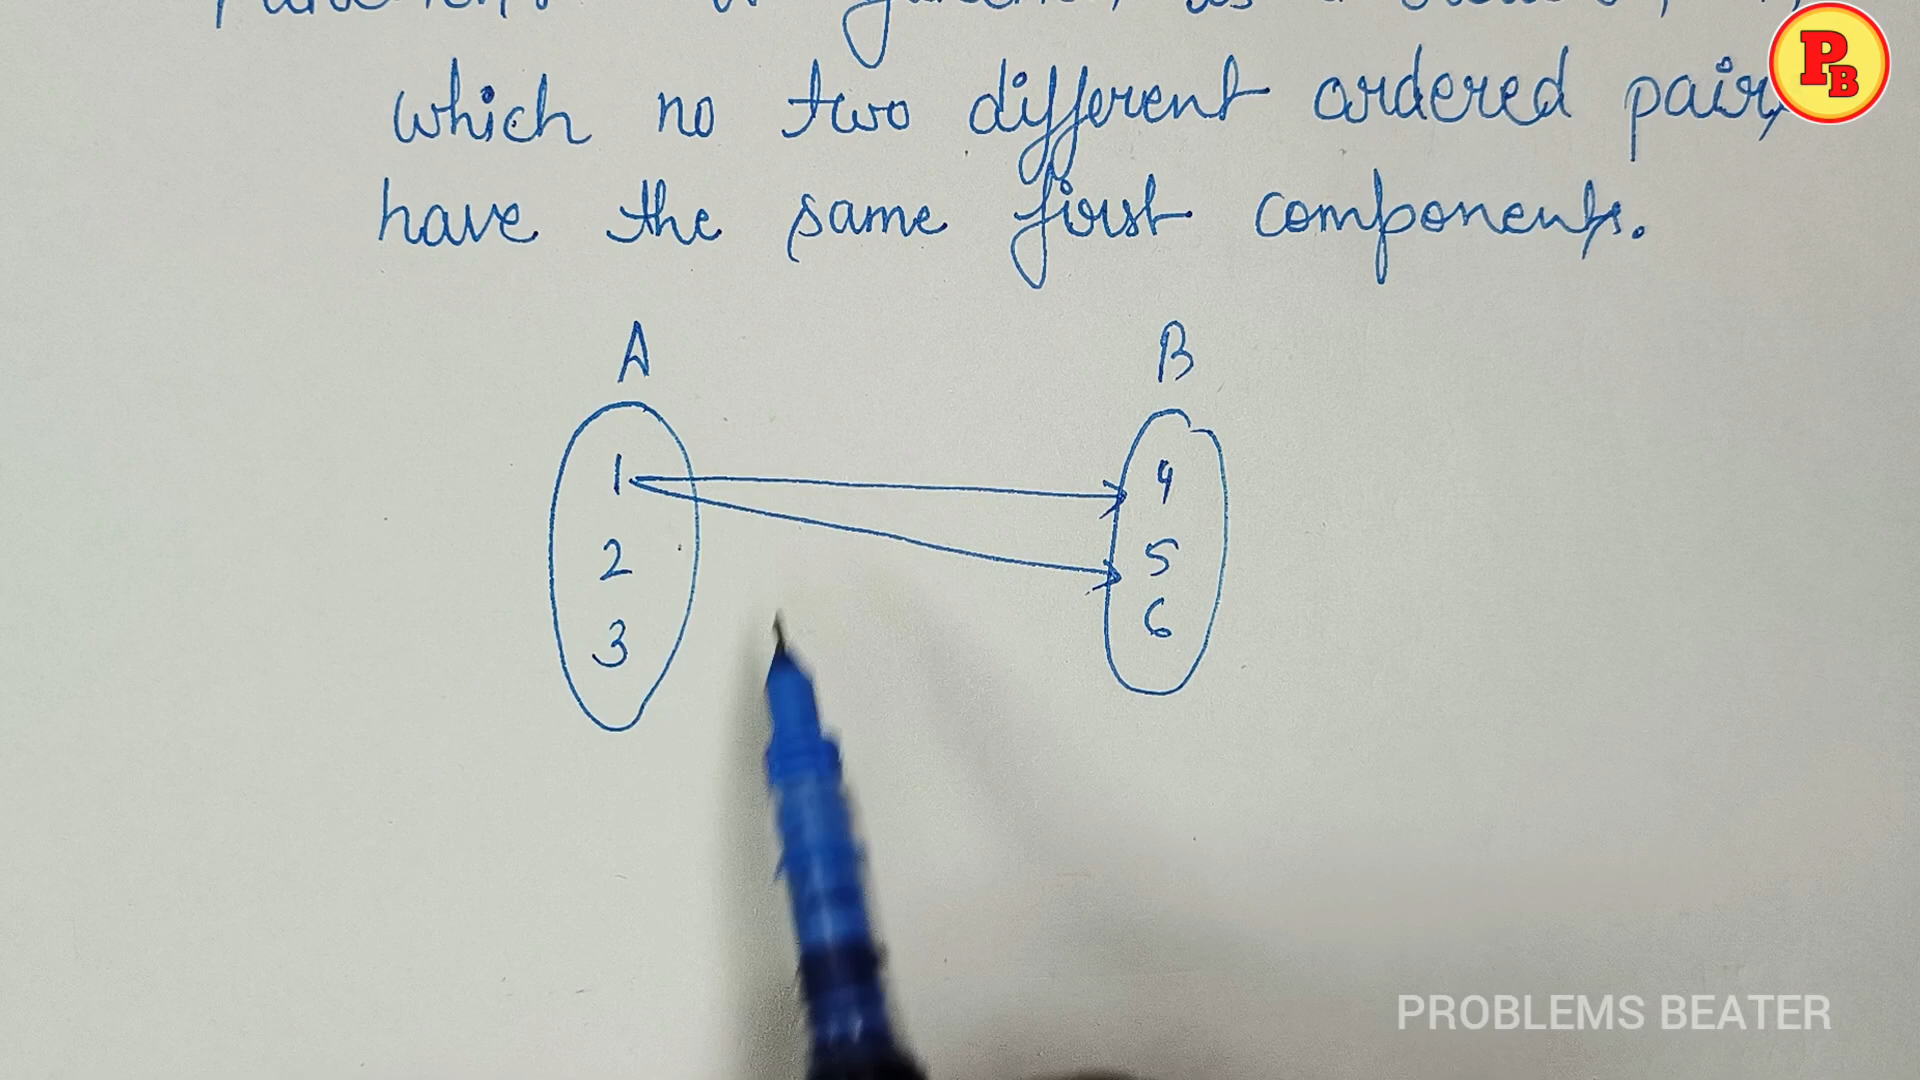 which no two different ordered pairs
have the same first components.
A B
1 4
2 5
3 6
PB
PROBLEMS BEATER